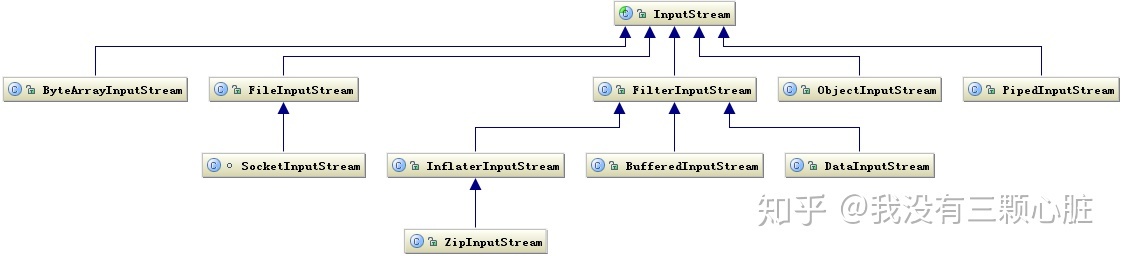 InputStream
ByteArrayInputStream
FileInputStream
FilterInputStream
ObjectInputStream
PipedInputStream
SocketInputStream
InflaterInputStream
BufferedInputStream
DataInputStream
ZipInputStream
知乎 @我没有三颗心脏